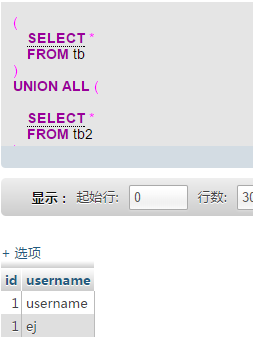 (
SELECT *
FROM tb
)
UNION ALL (
SELECT *
FROM tb2
显示： 起始行: 0 行数: 30
+ 选项
id username
1 username
1 ej